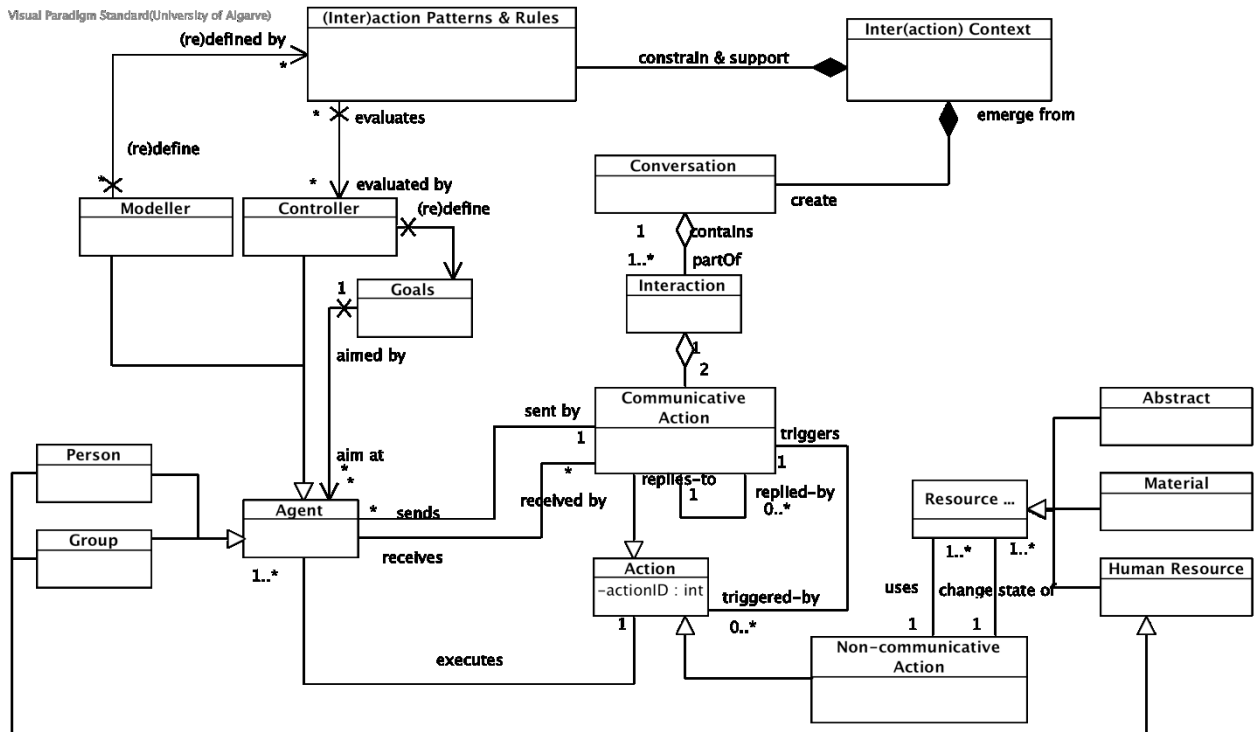 Visual Paradigm Standard(University of Algarve)
(Inter)action Patterns & Rules
Inter(action) Context
(re)defined by
*
constrain & support
* evaluates
emerge from
(re)define
Conversation
*
* evaluated by
create
Modeller
Controller
(re)define
1 contains
1..* partOf
1
Goals
Interaction
aimed by
1
2
Communicative
Action
Abstract
sent by
1
triggers
1
Person
aim at
*
*
*
replies-to
Material
received by
1
replied-by
0..*
Resource ...
Agent
* sends
Group
receives
1..*
1..*
1..*
Action
-actionID : int
Human Resource
1
triggered-by
0..*
uses
change state of
1
1
executes
Non-communicative
Action